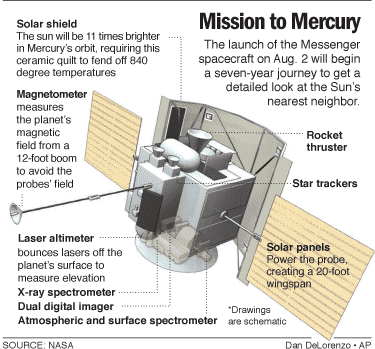 Mission to Mercury
The launch of the Messenger
spacecraft on Aug. 2 will begin
a seven-year journey to get a
detailed look at the Sun's
nearest neighbor.
Solar shield
The sun will be 11 times brighter
in Mercury's orbit, requiring this
ceramic quilt to fend off 840
degree temperatures
Magnetometer
measures
the planet's
magnetic
field from a
12-foot boom
to avoid the
probes' field
Rocket
thruster
Star trackers
Laser altimeter
bounces lasers off the
planet's surface to
measure elevation
X-ray spectrometer
Dual digital imager
Atmospheric and surface spectrometer
Solar panels
Power the probe,
creating a 20-foot
wingspan
*Drawings
are schematic
SOURCE: NASA
Dan DeLorenzo • AP